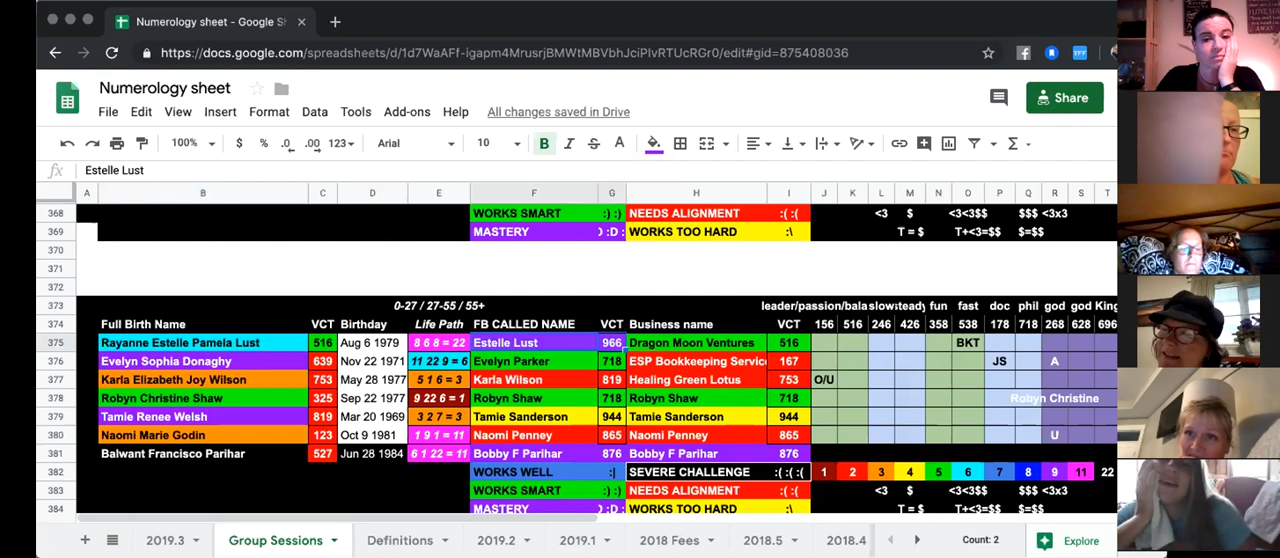 Numerology sheet - Google Sh
https://docs.google.com/spreadsheets/d/1d7WaAFf-igapm4MrusrjBMWtMBVbhJciPlvRTUcRGr0/edit#gid=875408036
Numerology sheet
Share
File Edit View Insert Format Data Tools Add-ons Help All changes saved in Drive
100% $ % .0 .00 123 Arial 10 B I S A
fx Estelle Lust
A B C D E F G H I J K L M N O P Q R S T
368 WORKS SMART :) :) NEEDS ALIGNMENT :( :( <3 $ <3<3$$ $$$ <3x3
369 MASTERY :D : WORKS TOO HARD :\ T = $ T+<3=$$ $=$$
370
371
372
373 0-27 / 27-55 / 55+ leader/passion/bala slow steady fun fast doc phil god god King
374 Full Birth Name VCT Birthday Life Path FB CALLED NAME VCT Business name VCT 156 516 246 426 358 538 178 718 268 628 696
375 Rayanne Estelle Pamela Lust 516 Aug 6 1979 8 6 8 = 22 Estelle Lust 966 Dragon Moon Ventures 516 BKT
376 Evelyn Sophia Donaghy 639 Nov 22 1971 11 22 9 = 6 Evelyn Parker 718 ESP Bookkeeping Servic 167 JS A
377 Karla Elizabeth Joy Wilson 753 May 28 1977 5 1 6 = 3 Karla Wilson 819 Healing Green Lotus 753 O/U
378 Robyn Christine Shaw 325 Sep 22 1977 9 22 6 = 1 Robyn Shaw 718 Robyn Shaw 718 Robyn Christine
379 Tamie Renee Welsh 819 Mar 20 1969 3 2 7 = 3 Tamie Sanderson 944 Tamie Sanderson 944
380 Naomi Marie Godin 123 Oct 9 1981 1 9 1 = 11 Naomi Penney 865 Naomi Penney 865 U
381 Balwant Francisco Parihar 527 Jun 28 1984 6 1 22 = 11 Bobby F Parihar 876 Bobby F Parihar 876
382 WORKS WELL :| SEVERE CHALLENGE :( :( :( 1 2 3 4 5 6 7 8 9 11 22
383 WORKS SMART :) :) NEEDS ALIGNMENT :( :( <3 $ <3<3$$ $$$ <3x3
384 MASTERY :D : WORKS TOO HARD :\ T = $ T+<3=$$ $=$$
2019.3 Group Sessions Definitions 2019.2 2019.1 2018 Fees 2018.5 2018.4 Count: 2 Explore